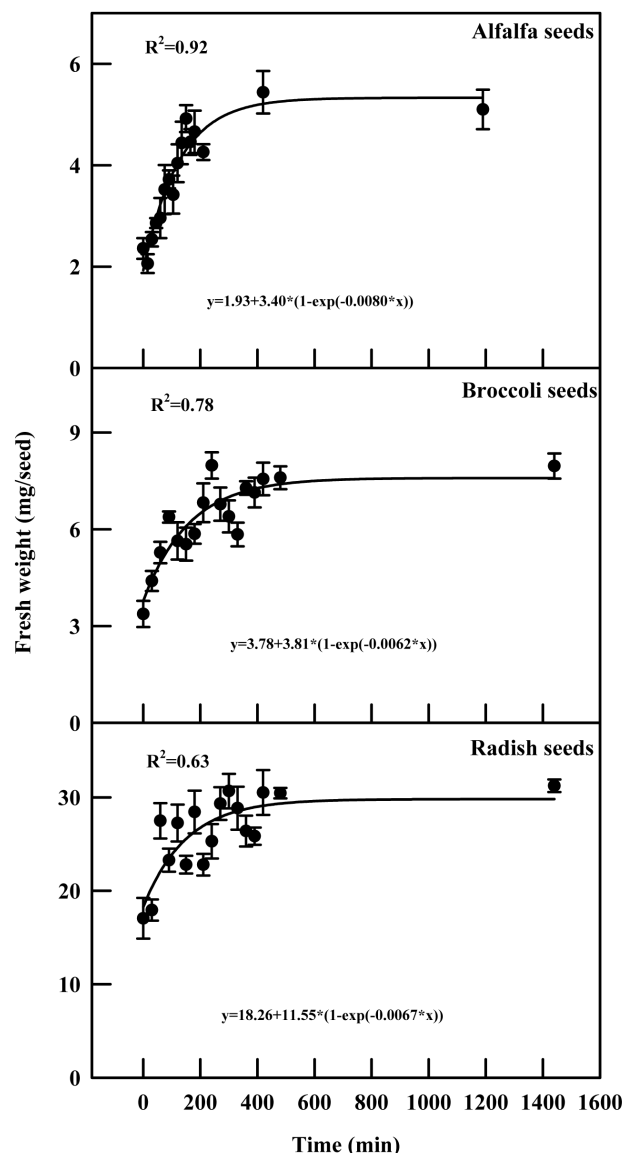 Alfalfa seeds
R²=0.92
6
4
2
0
y=1.93+3.40*(1-exp(-0.0080*x))
Broccoli seeds
R²=0.78
9
6
3
0
y=3.78+3.81*(1-exp(-0.0062*x))
Fresh weight (mg/seed)
Radish seeds
R²=0.63
30
20
10
0
y=18.26+11.55*(1-exp(-0.0067*x))
0 200 400 600 800 1000 1200 1400 1600
Time (min)